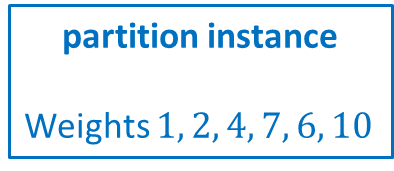 partition instance
Weights 1, 2, 4, 7, 6, 10